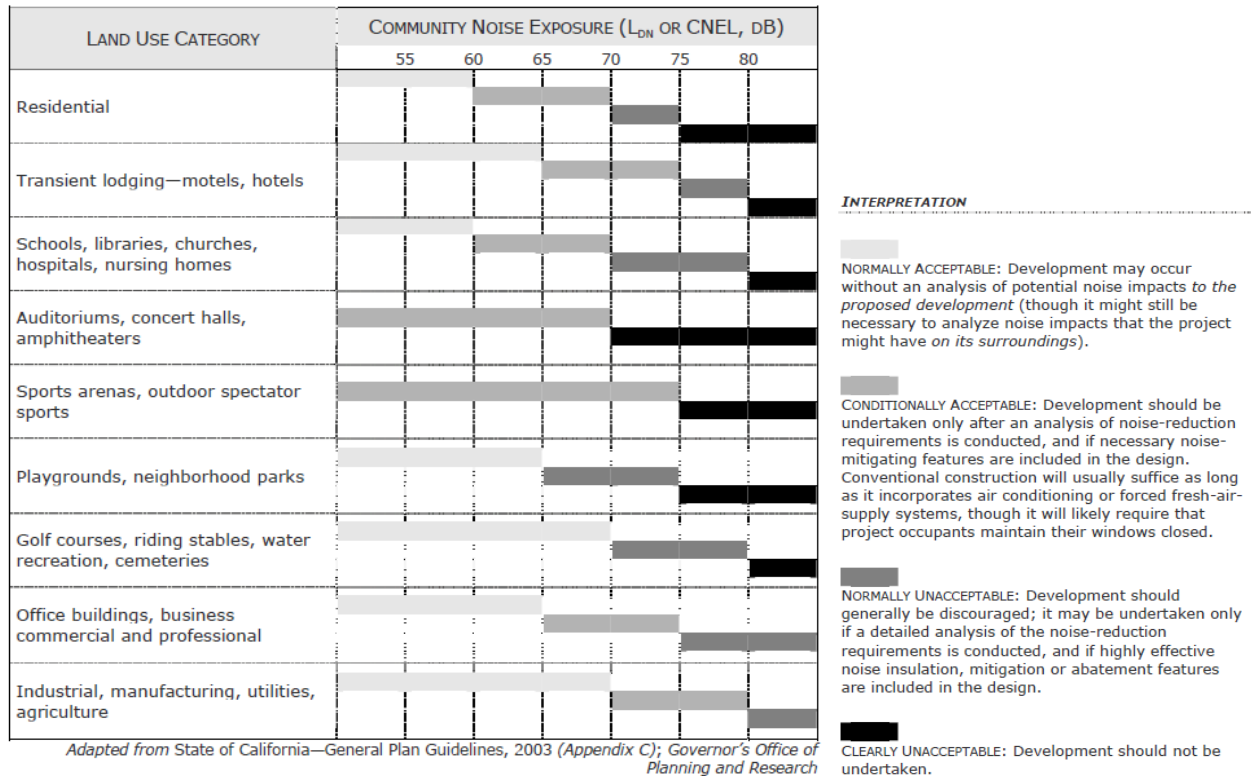 LAND USE CATEGORY
COMMUNITY NOISE EXPOSURE (LDN OR CNEL, DB)
55 60 65 70 75 80
Residential
Transient lodging—motels, hotels
Schools, libraries, churches,
hospitals, nursing homes
Auditoriums, concert halls,
amphitheaters
Sports arenas, outdoor spectator
sports
Playgrounds, neighborhood parks
Golf courses, riding stables, water
recreation, cemeteries
Office buildings, business
commercial and professional
Industrial, manufacturing, utilities,
agriculture
Adapted from State of California—General Plan Guidelines, 2003 (Appendix C); Governor's Office of
Planning and Research
INTERPRETATION
NORMALLY ACCEPTABLE: Development may occur
without an analysis of potential noise impacts to the
proposed development (though it might still be
necessary to analyze noise impacts that the project
might have on its surroundings).
CONDITIONALLY ACCEPTABLE: Development should be
undertaken only after an analysis of noise-reduction
requirements is conducted, and if necessary noise-
mitigating features are included in the design.
Conventional construction will usually suffice as long
as it incorporates air conditioning or forced fresh-air-
supply systems, though it will likely require that
project occupants maintain their windows closed.
NORMALLY UNACCEPTABLE: Development should
generally be discouraged; it may be undertaken only
if a detailed analysis of the noise-reduction
requirements is conducted, and if highly effective
noise insulation, mitigation or abatement features
are included in the design.
CLEARLY UNACCEPTABLE: Development should not be
undertaken.